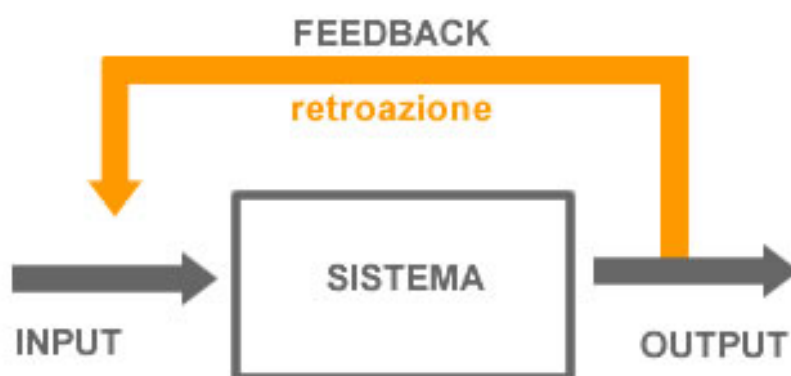 FEEDBACK
retroazione
SISTEMA
INPUT
OUTPUT